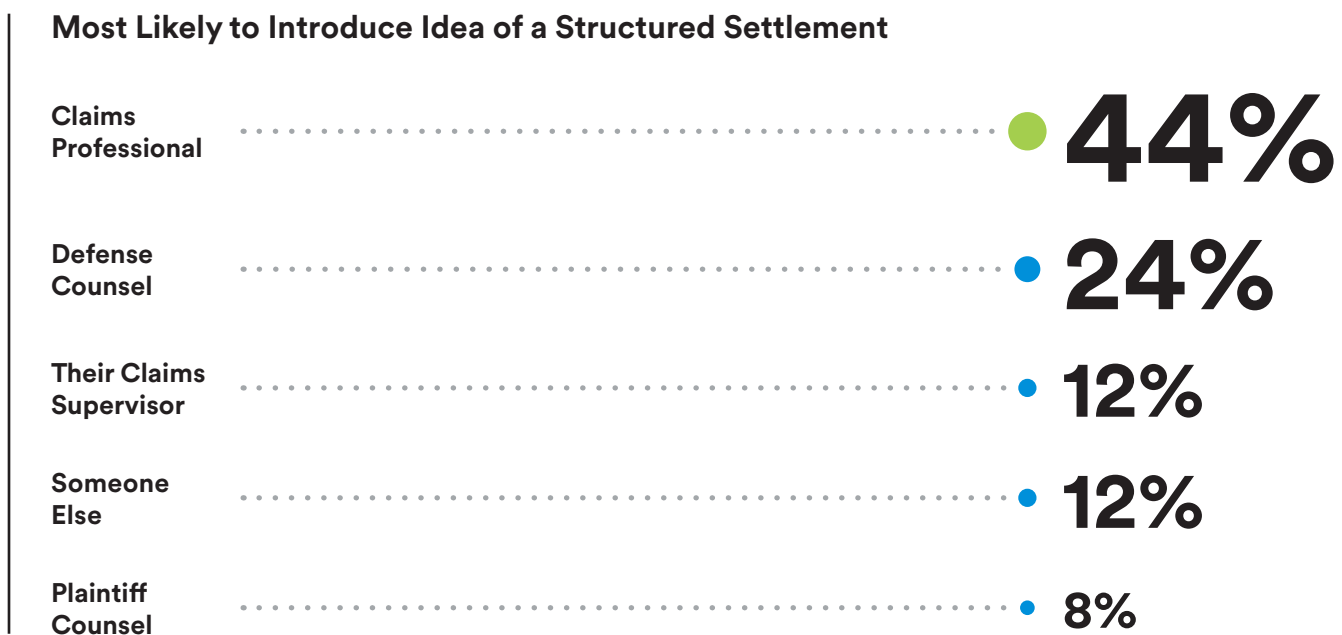 Most Likely to Introduce Idea of a Structured Settlement
Claims
Professional
44%
Defense
Counsel
24%
Their Claims
Supervisor
12%
Someone
Else
12%
Plaintiff
Counsel
8%